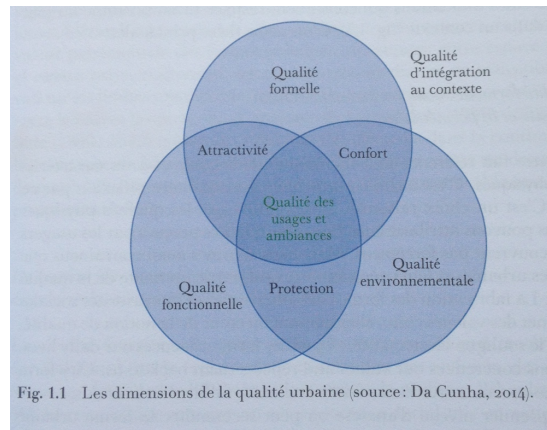 Qualité
formelle
Qualité
d'intégration
au contexte
Attractivité
Confort
Qualité des
usages et
ambiances
Qualité
fonctionnelle
Protection
Qualité
environnementale
Fig. 1.1 Les dimensions de la qualité urbaine (source: Da Cunha, 2014).